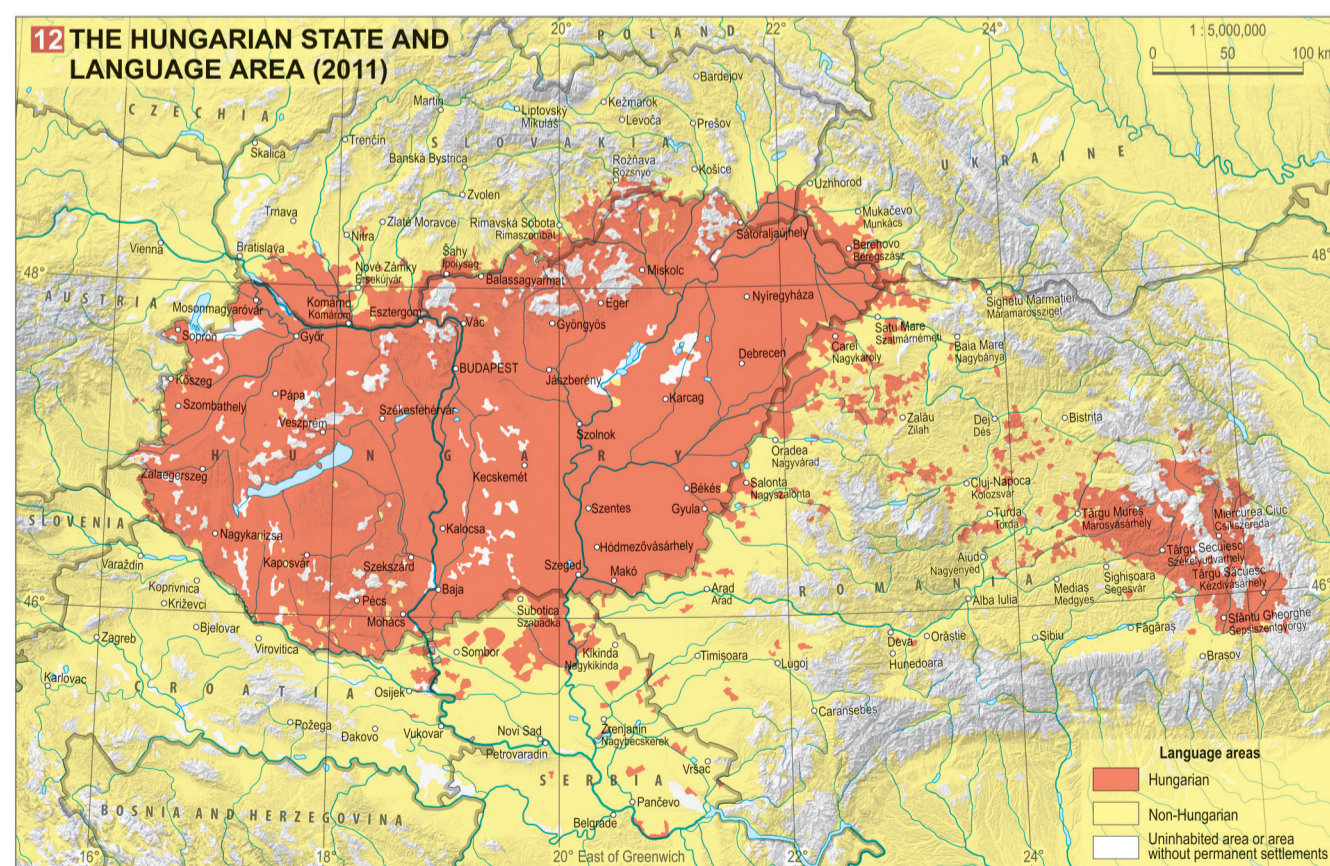 12 THE HUNGARIAN STATE AND
LANGUAGE AREA (2011)
20°
22°
24°
1 : 5,000,000
0 50 100 km
POLAND
Bardejov
CZECHIA
Martin
Liptovský
Mikuláš
Kežmarok
Levoča
Prešov
Trenčín
SLOVAKIA
Skalica
Banská Bystrica
Rožňava
Rozsnyó
Košice
UKRAINE
Uzhhorod
Zvolen
Trnava
Zlaté Moravce
Rimavská Sobota
Rimaszombat
Mukačevo
Munkács
Nitra
Sátoraljaújhely
Vienna
Bratislava
Šahy
Ipolyság
Berehovo
Beregszász
48°
Nové Zámky
Érsekújvár
Balassagyarmat
Miskolc
48°
AUSTRIA
Mosonmagyaróvár
Komárno
Komárom
Esztergom
Eger
Nyíregyháza
Sighetu Marmației
Máramarossziget
Sopron
Győr
Vác
Gyöngyös
Satu Mare
Szatmárnémeti
Carei
Nagykároly
Baia Mare
Nagybánya
Debrecen
BUDAPEST
Jászberény
Kőszeg
Pápa
Karcag
Szombathely
Székesfehérvár
Veszprém
Zalău
Zilah
Dej
Dés
Bistrița
Szolnok
Oradea
Nagyvárad
HUNGARY
Zalaegerszeg
Kecskemét
Békés
Salonta
Nagyszalonta
Cluj-Napoca
Kolozsvár
SLOVENIA
Szentes
Gyula
Turda
Torda
Târgu Mureș
Marosvásárhely
Miercurea Ciuc
Csíkszereda
Nagykanizsa
Kalocsa
Varaždin
Kaposvár
Szekszárd
Hódmezővásárhely
Târgu Secuiesc
Székelyudvarhely
Aiud
Nagyenyed
Szeged
Makó
Târgu Săcuesc
Kézdivásárhely
Koprivnica
Sighișoara
Segesvár
ROMANIA
46°
Križevci
Pécs
Baja
Arad
Arad
Mediaș
Medgyes
46°
Mohács
Subotica
Szabadka
Alba Iulia
Sfântu Gheorghe
Sepsiszentgyörgy
Zagreb
Bjelovar
Virovitica
Deva
Orăștie
Sibiu
Făgăraș
Sombor
Kikinda
Nagykikinda
Timișoara
Lugoj
Hunedoara
Brașov
Karlovac
CROATIA
Osijek
Caransebeș
Požega
Đakovo
Vukovar
Novi Sad
Zrenjanin
Nagybecskerek
Petrovaradin
Language areas
SERBIA
Vršac
Hungarian
Pančevo
Non-Hungarian
BOSNIA AND HERZEGOVINA
Belgrade
Uninhabited area or area
without permanent settlements
16°
18°
20° East of Greenwich
22°
24°